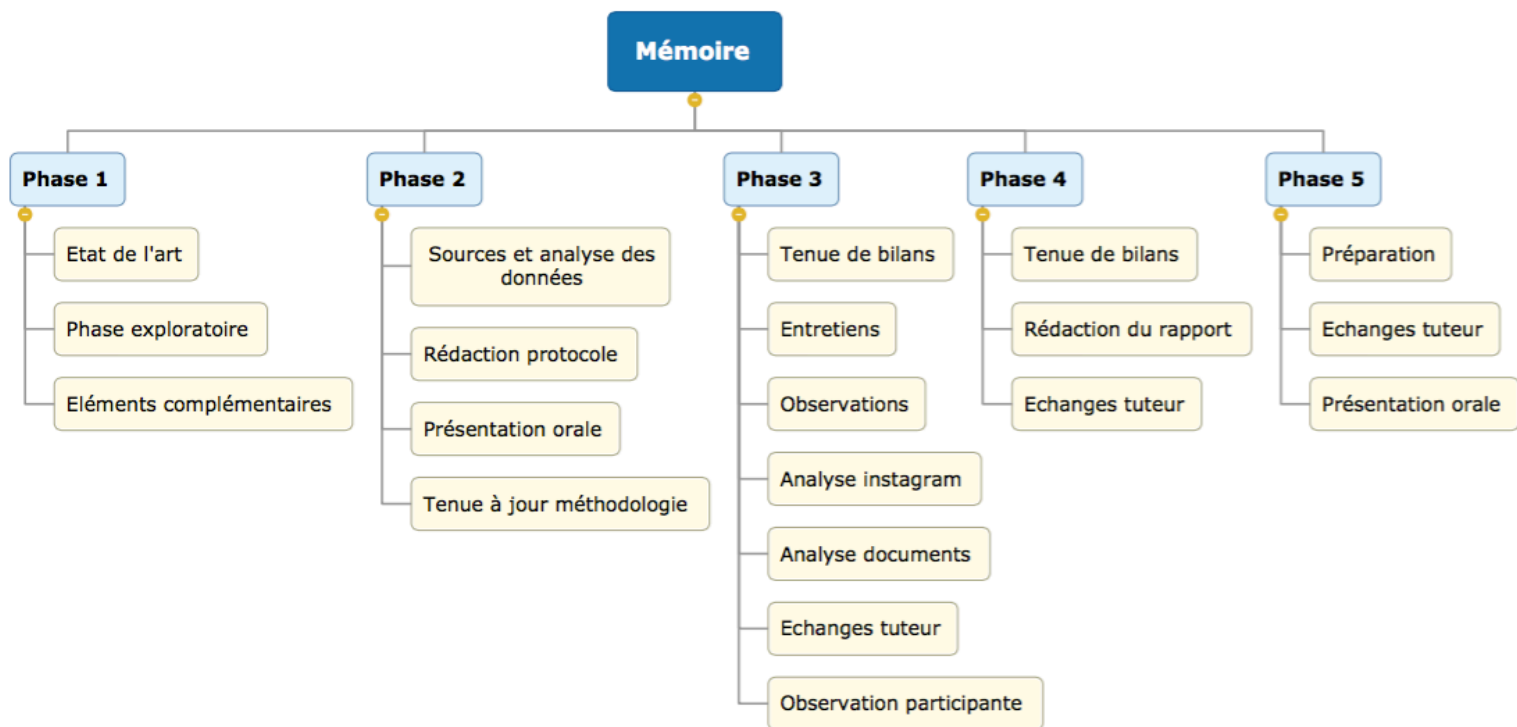 Mémoire
Phase 1
Etat de l'art
Phase exploratoire
Eléments complémentaires
Phase 2
Sources et analyse des
données
Rédaction protocole
Présentation orale
Tenue à jour méthodologie
Phase 3
Tenue de bilans
Entretiens
Observations
Analyse instagram
Analyse documents
Echanges tuteur
Observation participante
Phase 4
Tenue de bilans
Rédaction du rapport
Echanges tuteur
Phase 5
Préparation
Echanges tuteur
Présentation orale